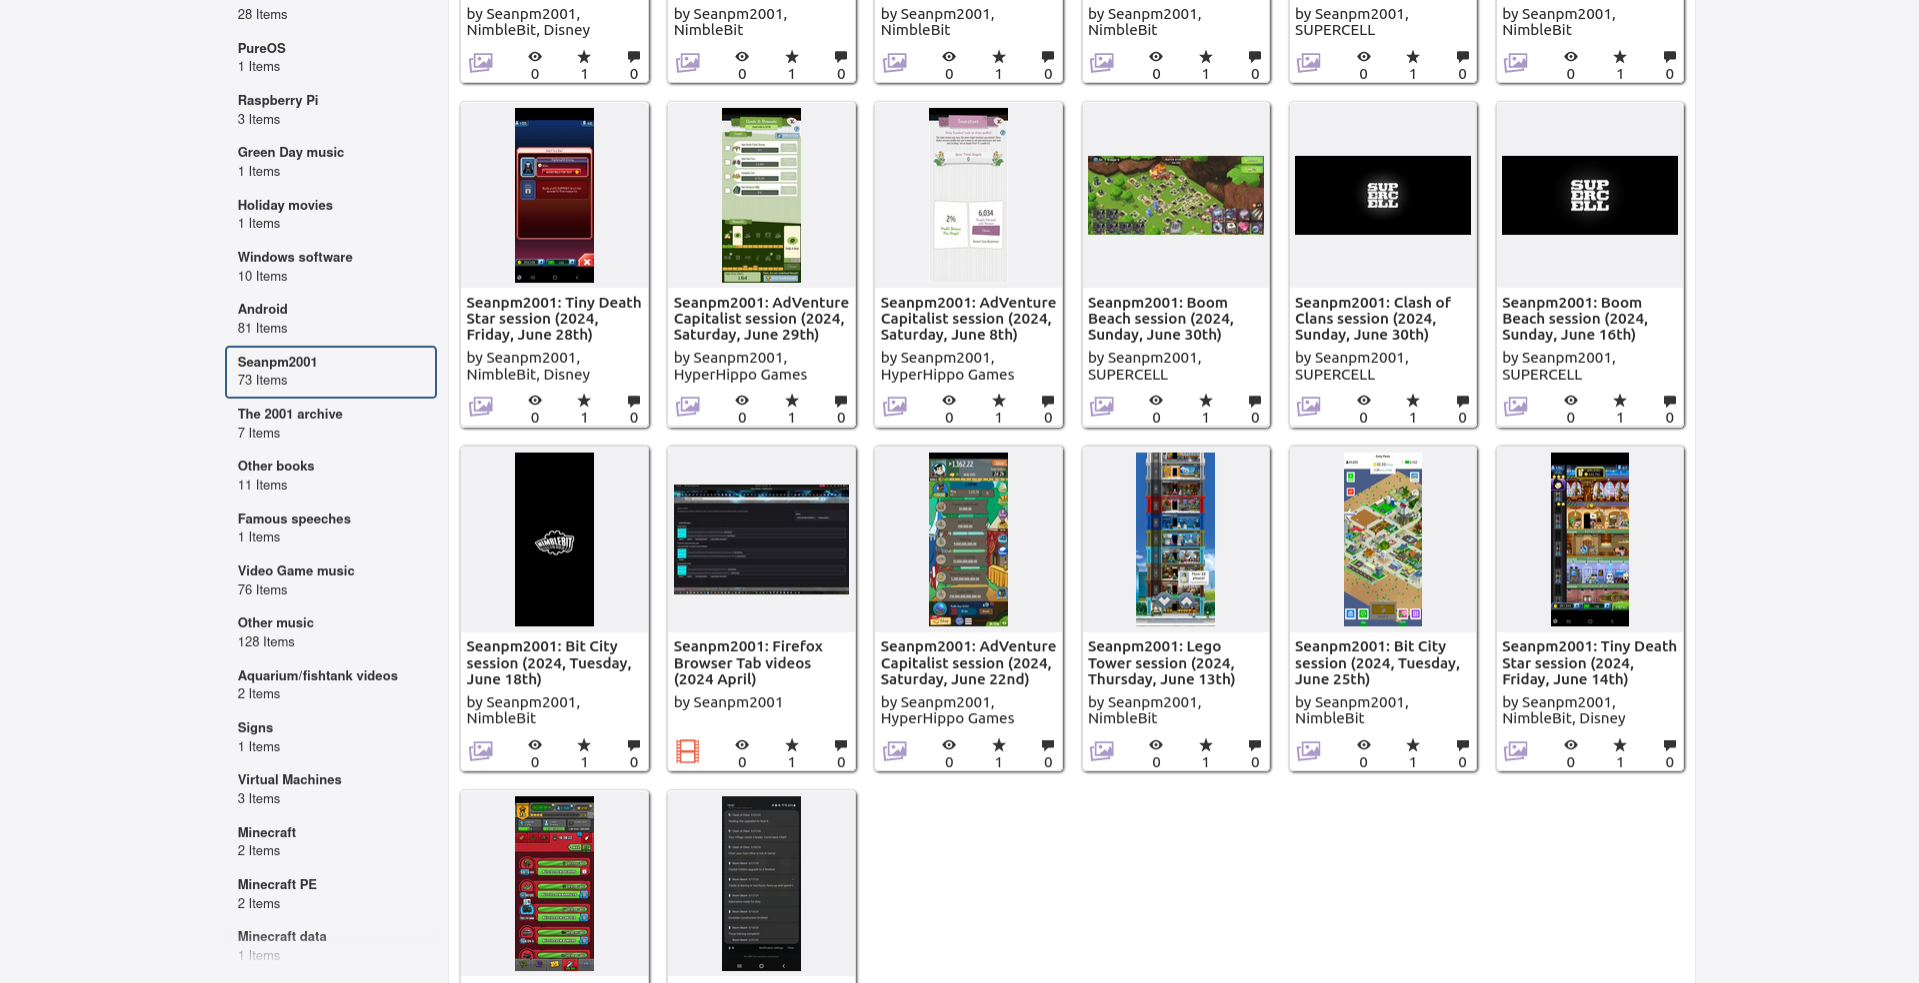 28 Items
PureOS
1 Items
Raspberry Pi
3 Items
Green Day music
1 Items
Holiday movies
1 Items
Windows software
10 Items
Android
81 Items
Seanpm2001
73 Items
The 2001 archive
7 Items
Other books
11 Items
Famous speeches
1 Items
Video Game music
76 Items
Other music
128 Items
Aquarium/fishtank videos
2 Items
Signs
1 Items
Virtual Machines
3 Items
Minecraft
2 Items
Minecraft PE
2 Items
Minecraft data
1 Items
by Seanpm2001,
NimbleBit, Disney
0 1 0
by Seanpm2001,
NimbleBit
0 1 0
by Seanpm2001,
NimbleBit
0 1 0
by Seanpm2001,
NimbleBit
0 1 0
by Seanpm2001,
SUPERCELL
0 1 0
by Seanpm2001,
NimbleBit
0 1 0
Seanpm2001: Tiny Death
Star session (2024,
Friday, June 28th)
by Seanpm2001,
NimbleBit, Disney
0 1 0
Seanpm2001: AdVenture
Capitalist session (2024,
Saturday, June 29th)
by Seanpm2001,
HyperHippo Games
0 1 0
2%
6,034
Seanpm2001: AdVenture
Capitalist session (2024,
Saturday, June 8th)
by Seanpm2001,
HyperHippo Games
0 1 0
Seanpm2001: Boom
Beach session (2024,
Sunday, June 30th)
by Seanpm2001,
SUPERCELL
0 1 0
SUP
ERC
ELL
Seanpm2001: Clash of
Clans session (2024,
Sunday, June 30th)
by Seanpm2001,
SUPERCELL
0 1 0
SUP
ERC
ELL
Seanpm2001: Boom
Beach session (2024,
Sunday, June 16th)
by Seanpm2001,
SUPERCELL
0 1 0
NIMBLEBIT
Seanpm2001: Bit City
session (2024, Tuesday,
June 18th)
by Seanpm2001,
NimbleBit
0 1 0
Seanpm2001: Firefox
Browser Tab videos
(2024 April)
by Seanpm2001
0 1 0
1,162.22
Seanpm2001: AdVenture
Capitalist session (2024,
Saturday, June 22nd)
by Seanpm2001,
HyperHippo Games
0 1 0
Seanpm2001: Lego
Tower session (2024,
Thursday, June 13th)
by Seanpm2001,
NimbleBit
0 1 0
Seanpm2001: Bit City
session (2024, Tuesday,
June 25th)
by Seanpm2001,
NimbleBit
0 1 0
Seanpm2001: Tiny Death
Star session (2024,
Friday, June 14th)
by Seanpm2001,
NimbleBit, Disney
0 1 0